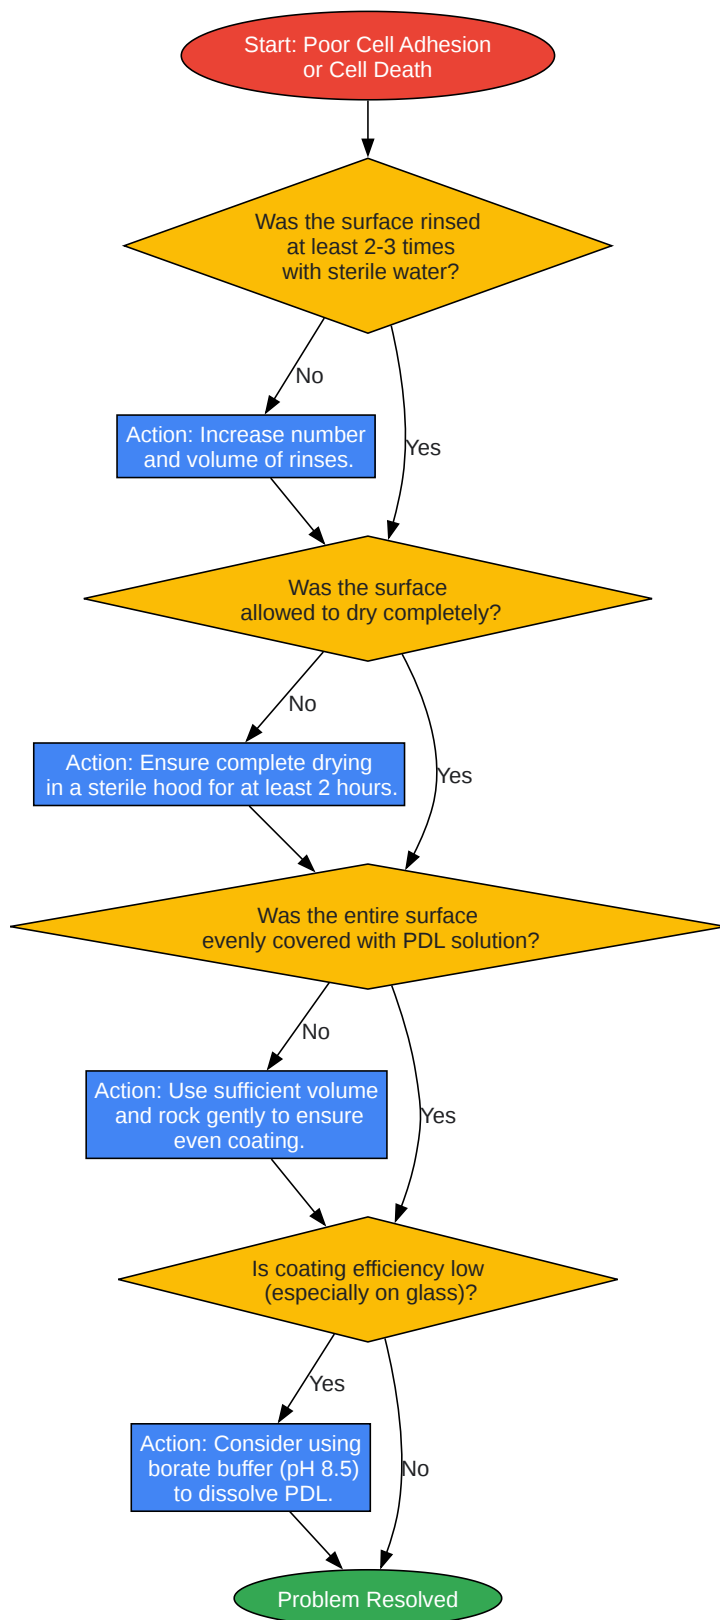 Start: Poor Cell Adhesion
or Cell Death
Was the surface rinsed
at least 2-3 times
with sterile water?
No
Action: Increase number
and volume of rinses.
Yes
Was the surface
allowed to dry completely?
No
Action: Ensure complete drying
in a sterile hood for at least 2 hours.
Yes
Was the entire surface
evenly covered with PDL solution?
No
Action: Use sufficient volume
and rock gently to ensure
even coating.
Yes
Is coating efficiency low
(especially on glass)?
Yes
Action: Consider using
borate buffer (pH 8.5)
to dissolve PDL.
No
Problem Resolved